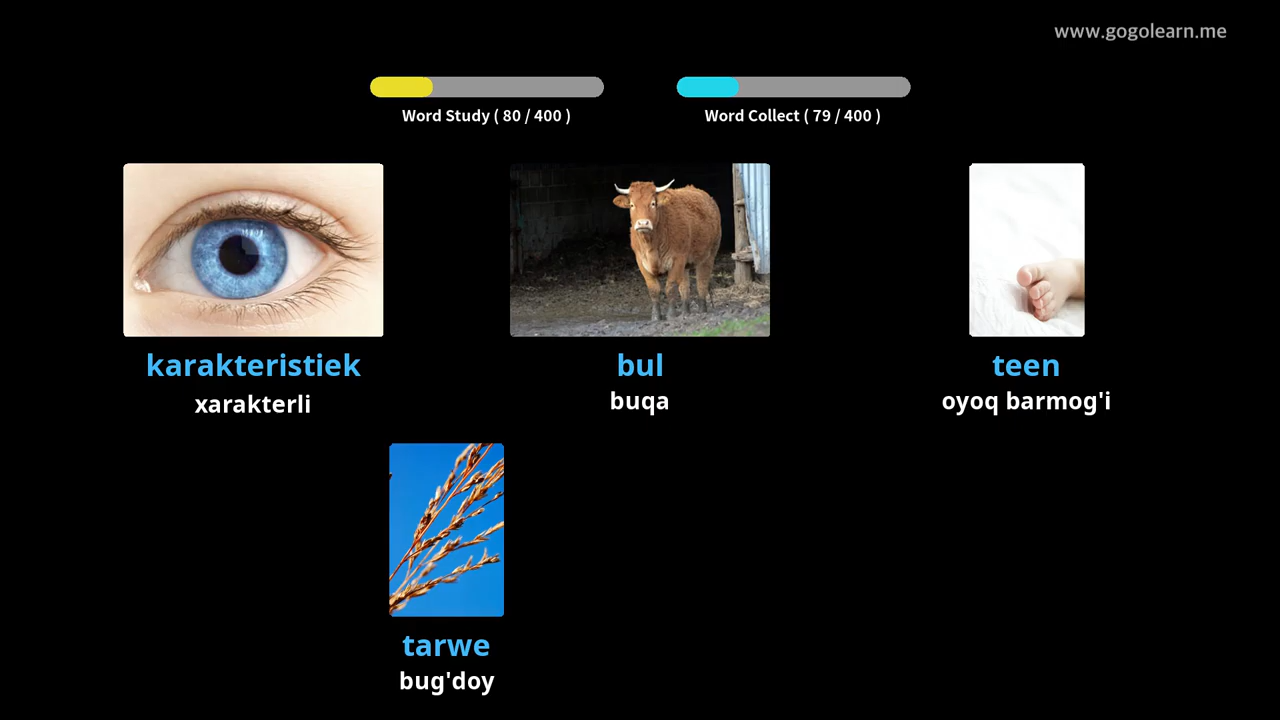 www.gogolearn.me
Word Study ( 80 / 400 )
Word Collect ( 79 / 400 )
karakteristiek
xarakterli
bul
buqa
teen
oyoq barmog'i
tarwe
bug'doy